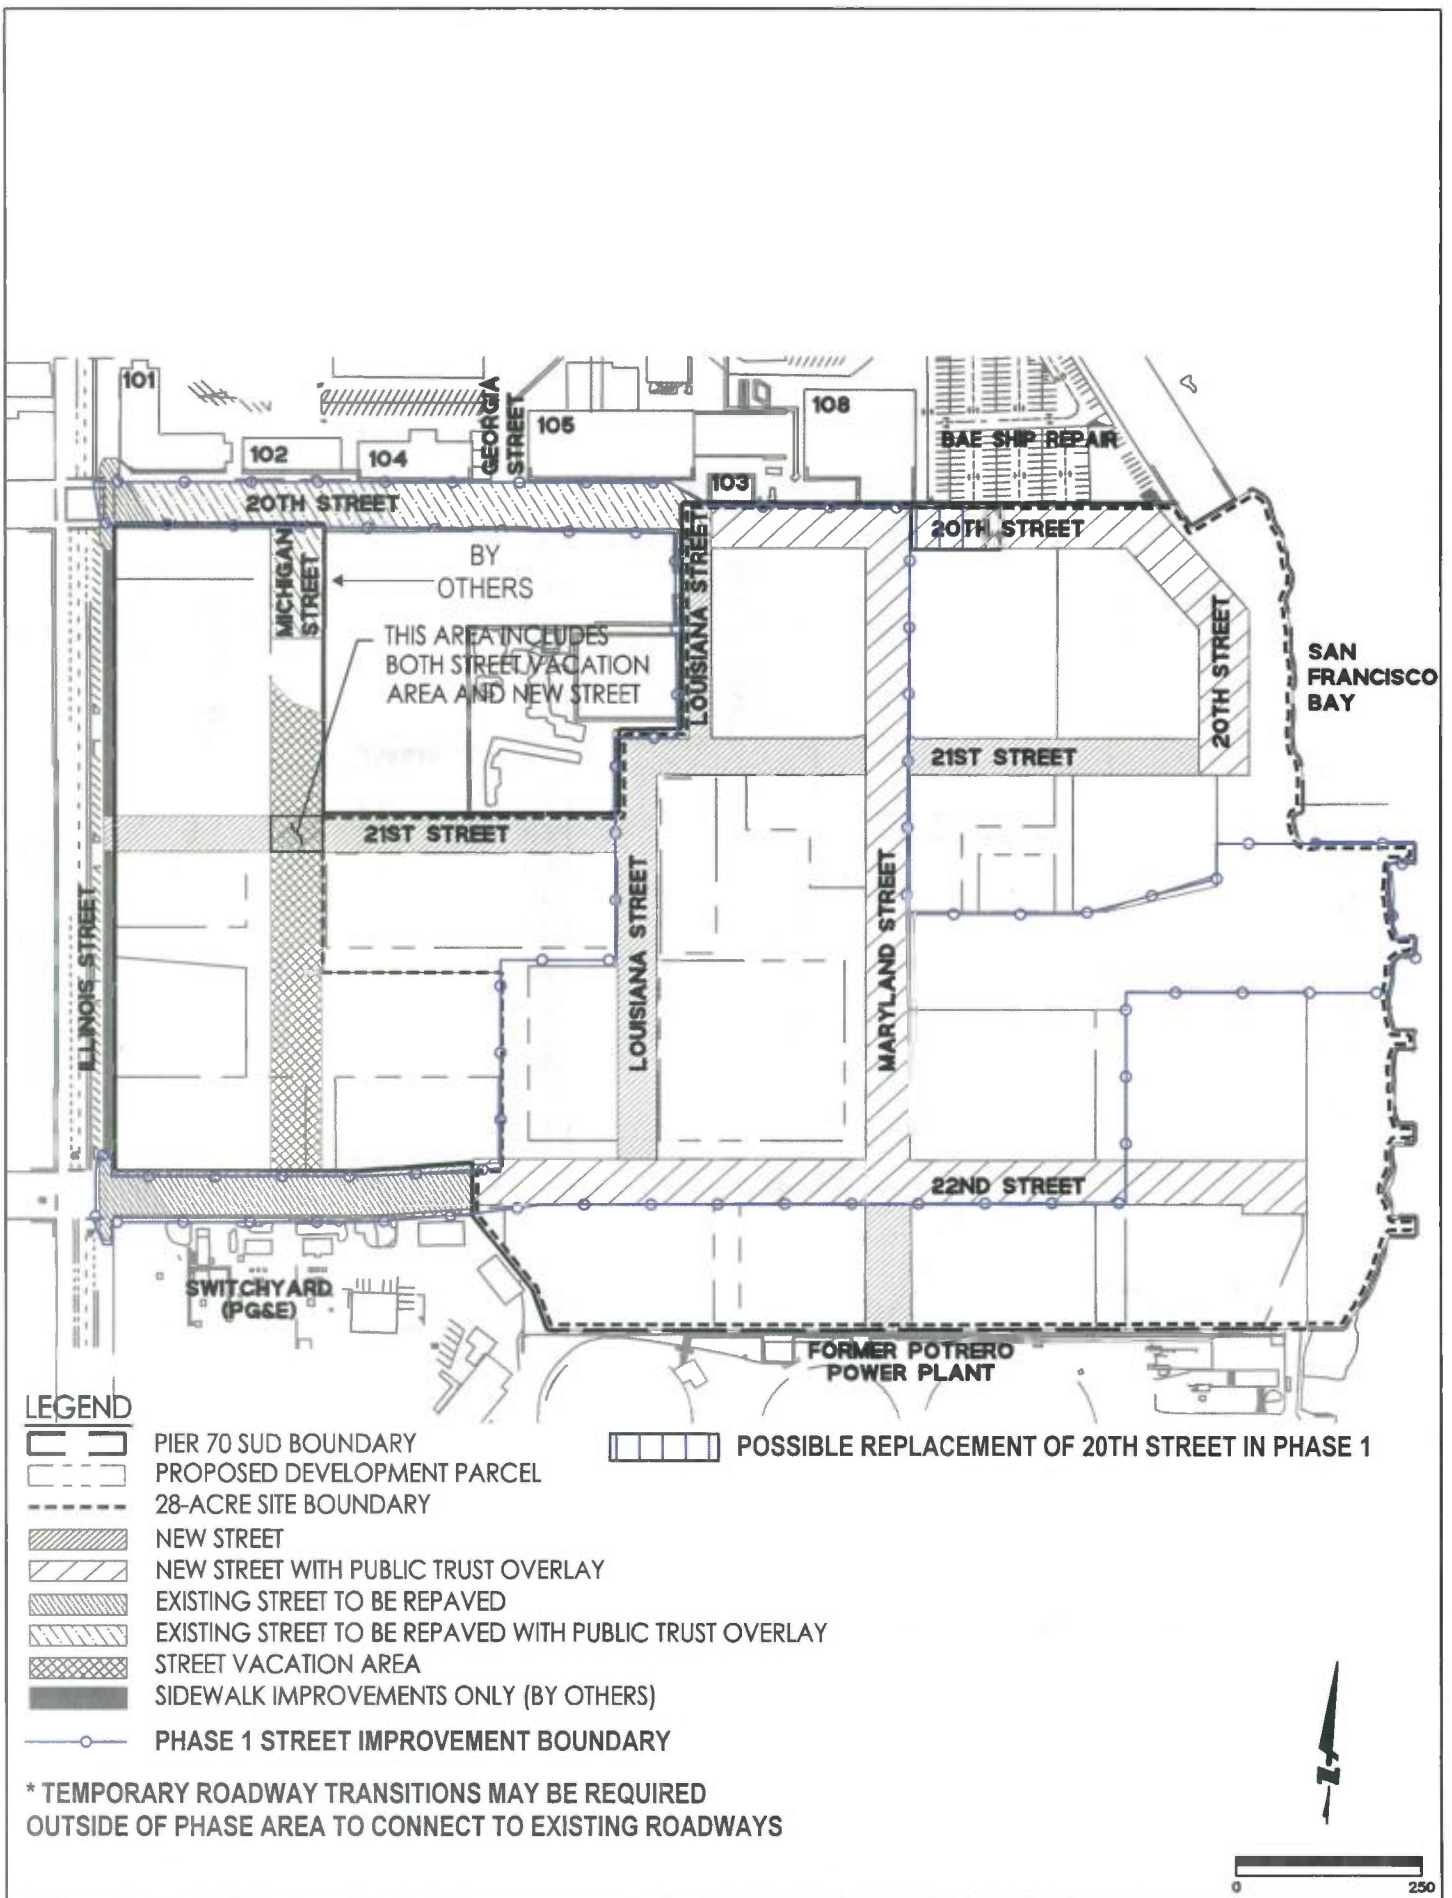 101
102
104
GEORGIA
STREET
105
108
103
BAE SHIP REPAIR
20TH STREET
20TH STREET
MICHIGAN
STREET
BY
OTHERS
THIS AREA INCLUDES
BOTH STREET VACATION
AREA AND NEW STREET
LOUISIANA STREET
20TH STREET
SAN
FRANCISCO
BAY
21ST STREET
21ST STREET
ILLINOIS STREET
LOUISIANA STREET
MARYLAND STREET
22ND STREET
SWITCHYARD
(PG&E)
FORMER POTRERO
POWER PLANT
LEGEND
PIER 70 SUD BOUNDARY
PROPOSED DEVELOPMENT PARCEL
28-ACRE SITE BOUNDARY
NEW STREET
NEW STREET WITH PUBLIC TRUST OVERLAY
EXISTING STREET TO BE REPAVED
EXISTING STREET TO BE REPAVED WITH PUBLIC TRUST OVERLAY
STREET VACATION AREA
SIDEWALK IMPROVEMENTS ONLY (BY OTHERS)
PHASE 1 STREET IMPROVEMENT BOUNDARY
POSSIBLE REPLACEMENT OF 20TH STREET IN PHASE 1
* TEMPORARY ROADWAY TRANSITIONS MAY BE REQUIRED
OUTSIDE OF PHASE AREA TO CONNECT TO EXISTING ROADWAYS
Z
0 250